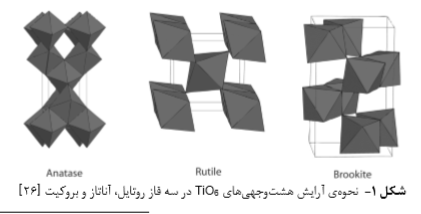 Anatase
Rutile
Brookite
شکل ۱- نحوه‌ی آرایش هشت‌وجهی‌های TiO₆ در سه فاز روتایل، آناتاز و بروکیت [۲۶]